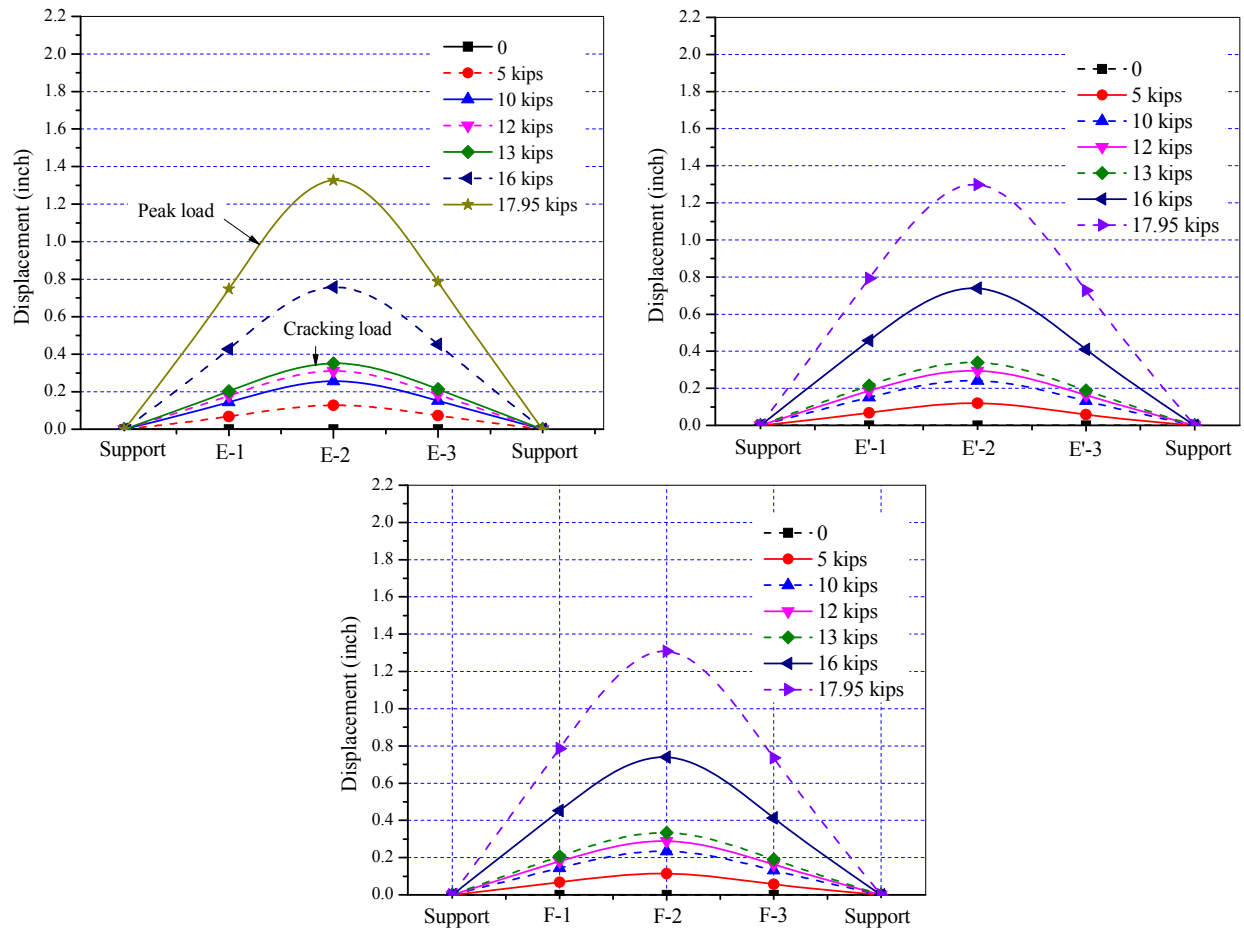 2.2
2.0
1.8
1.6
1.4
1.2
1.0
0.8
0.6
0.4
0.2
0.0
Displacement (inch)
0
5 kips
10 kips
12 kips
13 kips
16 kips
17.95 kips
Peak load
Cracking load
Support E-1 E-2 E-3 Support
2.2
2.0
1.8
1.6
1.4
1.2
1.0
0.8
0.6
0.4
0.2
0.0
Displacement (inch)
0
5 kips
10 kips
12 kips
13 kips
16 kips
17.95 kips
Support E'-1 E'-2 E'-3 Support
2.2
2.0
1.8
1.6
1.4
1.2
1.0
0.8
0.6
0.4
0.2
0.0
Displacement (inch)
0
5 kips
10 kips
12 kips
13 kips
16 kips
17.95 kips
Support F-1 F-2 F-3 Support